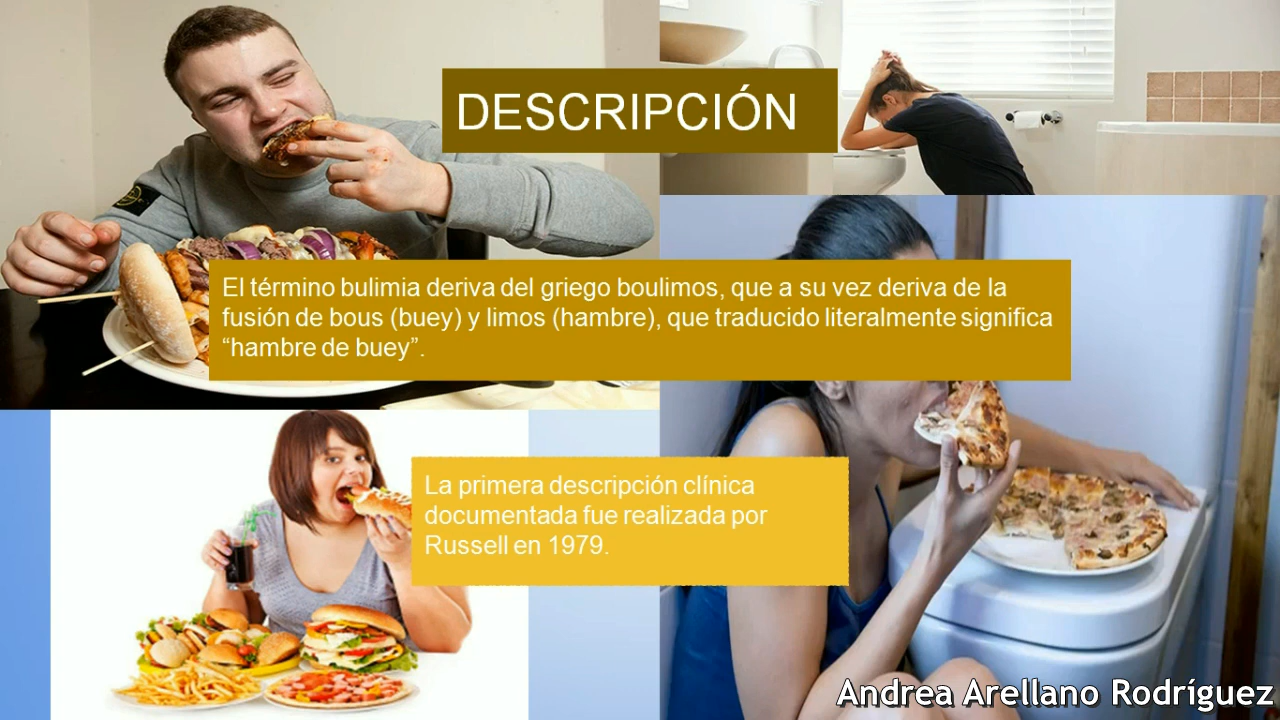 DESCRIPCIÓN
El término bulimia deriva del griego boulimos, que a su vez deriva de la
fusión de bous (buey) y limos (hambre), que traducido literalmente significa
“hambre de buey”.
La primera descripción clínica
documentada fue realizada por
Russell en 1979.
Andrea Arellano Rodríguez